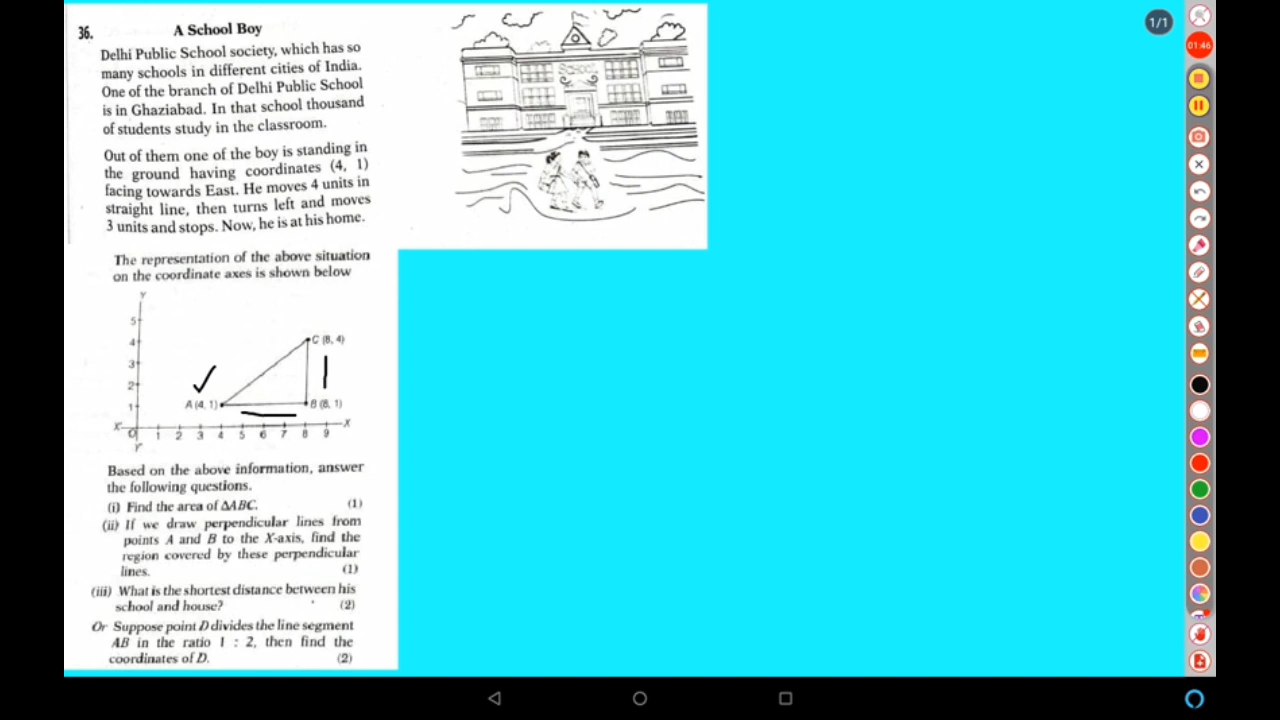 1/1
01:46
36.
A School Boy
Delhi Public School society, which has so
many schools in different cities of India.
One of the branch of Delhi Public School
is in Ghaziabad. In that school thousand
of students study in the classroom.
Out of them one of the boy is standing in
the ground having coordinates (4, 1)
facing towards East. He moves 4 units in
straight line, then turns left and moves
3 units and stops. Now, he is at his home.
School
The representation of the above situation
on the coordinate axes is shown below
Y
5
4
C (8, 4)
3
2
1
A (4, 1)
B (8, 1)
X'
O
1 2 3 4 5 6 7 8 9
X
Y'
Based on the above information, answer
the following questions.
(i) Find the area of ΔABC. (1)
(ii) If we draw perpendicular lines from
points A and B to the X-axis, find the
region covered by these perpendicular
lines. (1)
(iii) What is the shortest distance between his
school and house? (2)
Or Suppose point D divides the line segment
AB in the ratio 1 : 2, then find the
coordinates of D. (2)